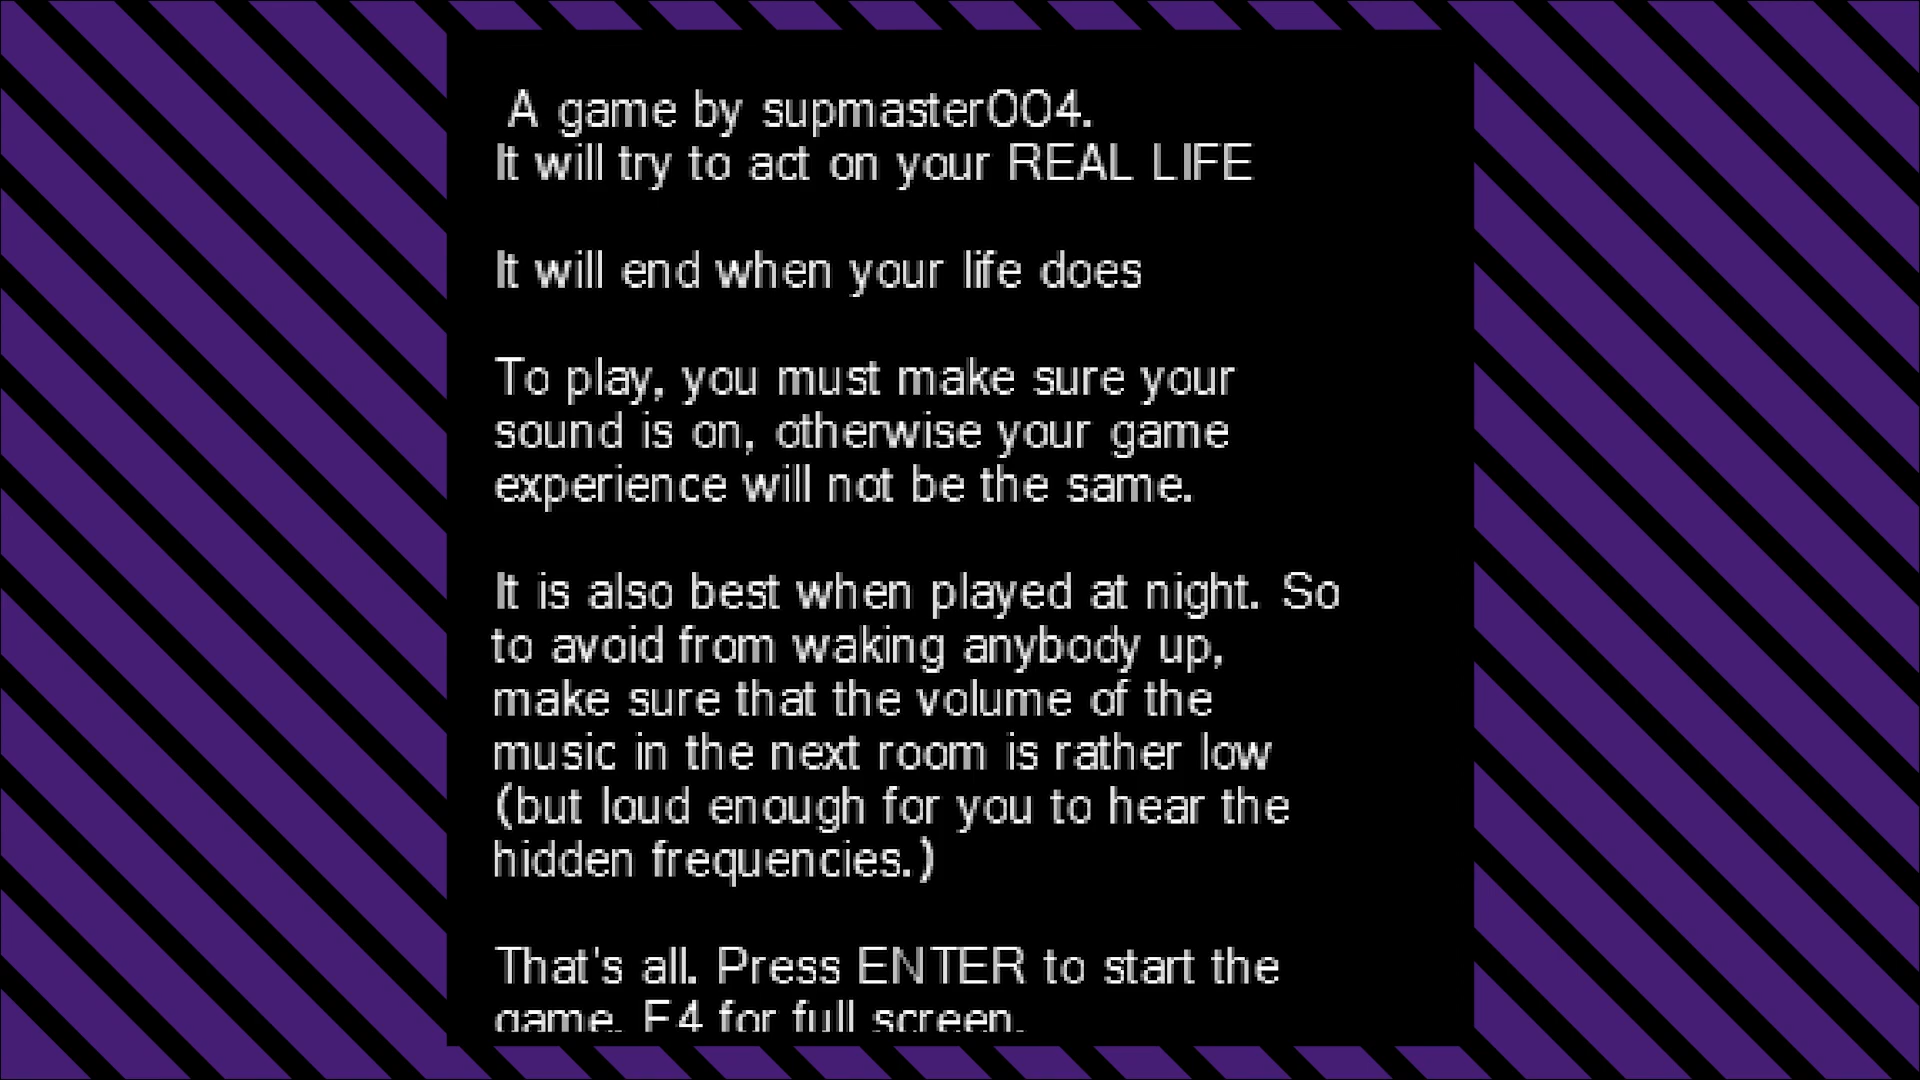 A game by supmaster004.
It will try to act on your REAL LIFE
It will end when your life does
To play, you must make sure your
sound is on, otherwise your game
experience will not be the same.
It is also best when played at night. So
to avoid from waking anybody up,
make sure that the volume of the
music in the next room is rather low
(but loud enough for you to hear the
hidden frequencies.)
That's all. Press ENTER to start the
game. F4 for full screen.